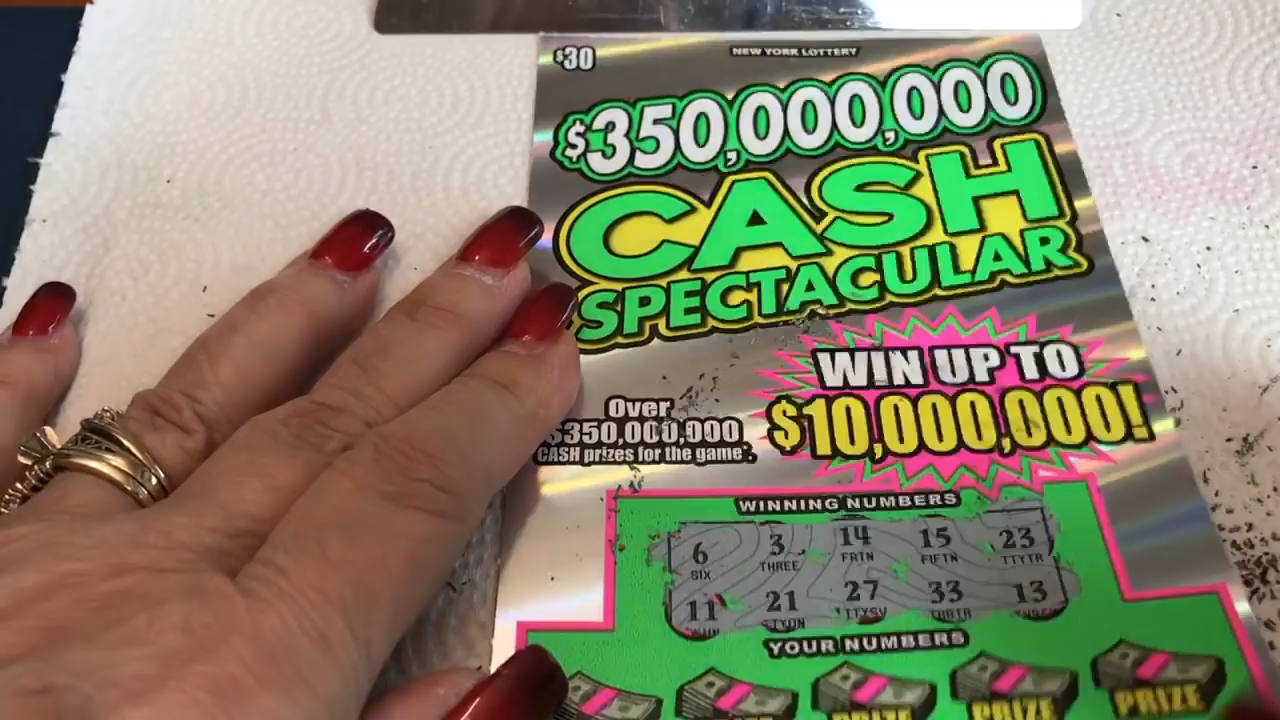 $30
NEW YORK LOTTERY
$350,000,000
CASH
SPECTACULAR
WIN UP TO
$10,000,000!
Over
$350,000,000
CASH prizes for the game*.
WINNING NUMBERS
6 3 14 15 23
SIX THREE FRTN FIFTN TTYTR
11 21 27 33 13
TTYSV
YOUR NUMBERS
PRIZE PRIZE PRIZE